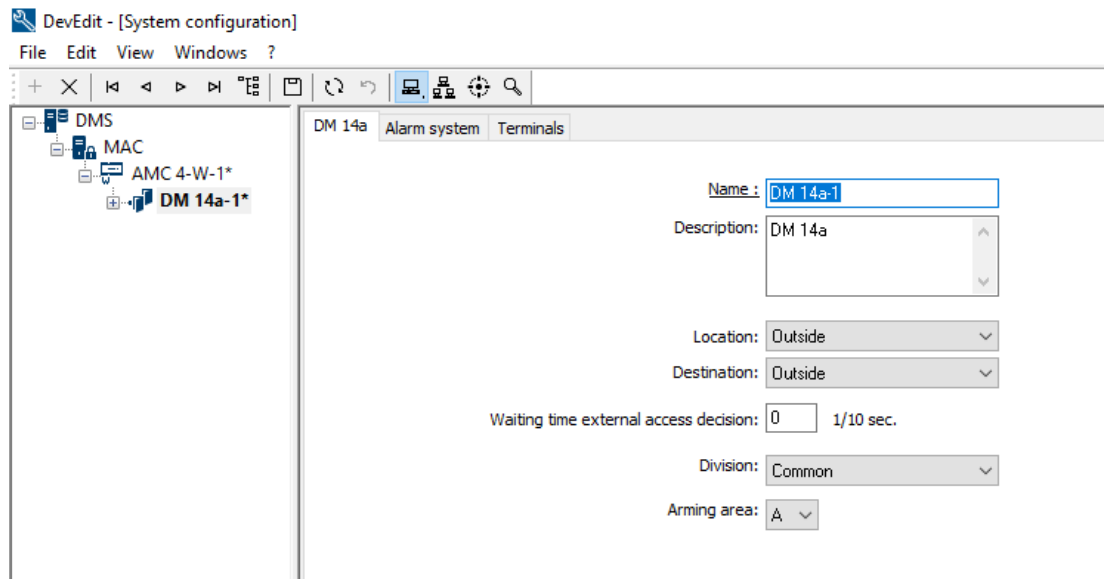 DevEdit - [System configuration]
File Edit View Windows ?
DMS
MAC
AMC 4-W-1*
DM 14a-1*
DM 14a Alarm system Terminals
Name : DM 14a-1
Description: DM 14a
Location: Outside
Destination: Outside
Waiting time external access decision: 0 1/10 sec.
Division: Common
Arming area: A